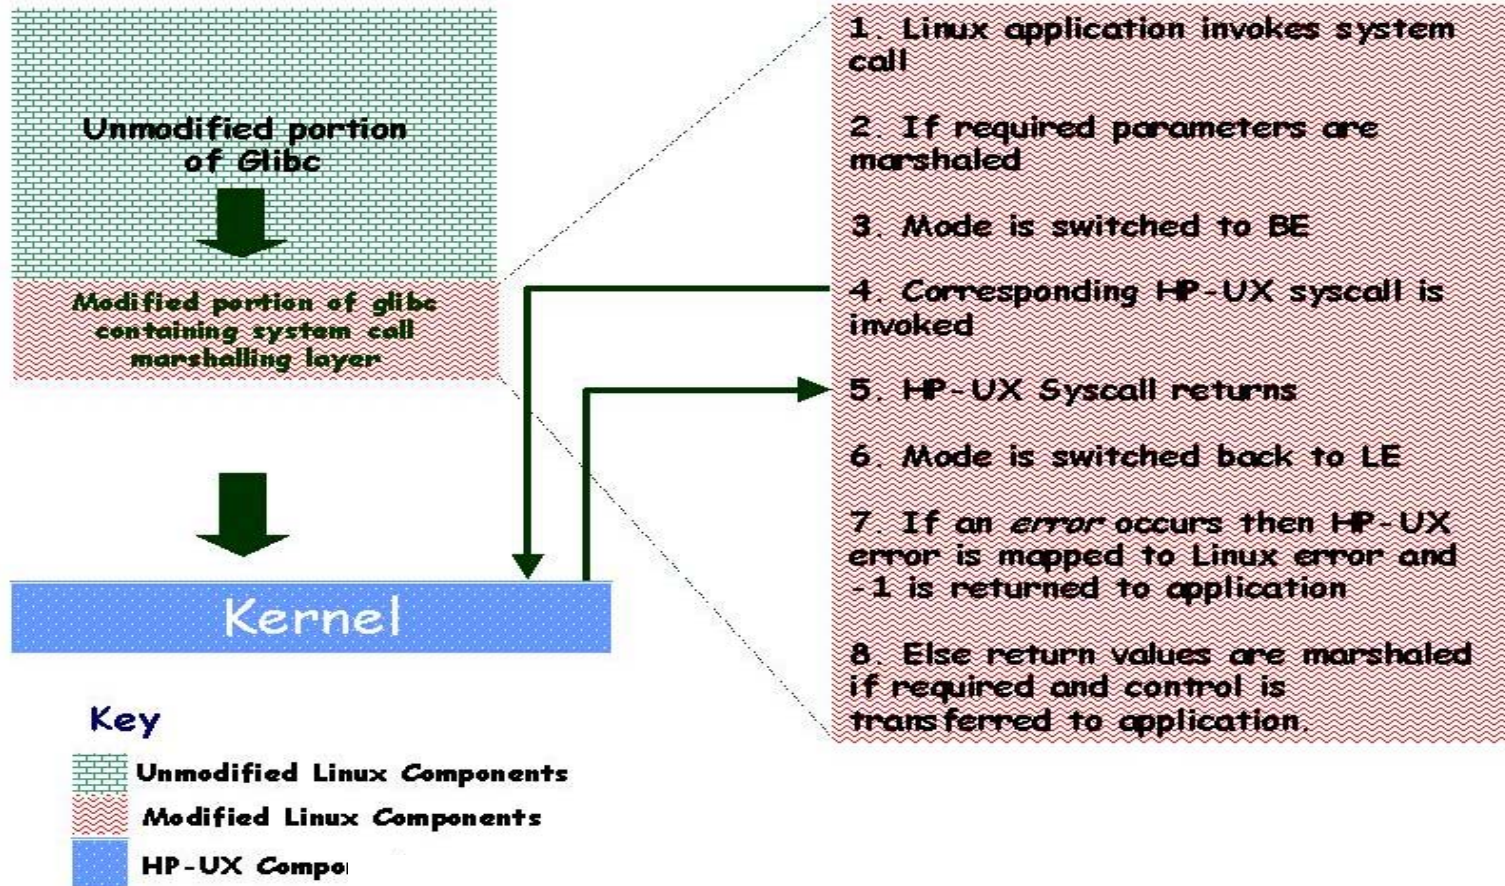 Unmodified portion
of Glibc
Modified portion of glibc
containing system call
marshalling layer
Kernel
1. Linux application invokes system
call
2. If required parameters are
marshaled
3. Mode is switched to BE
4. Corresponding HP-UX syscall is
invoked
5. HP-UX Syscall returns
6. Mode is switched back to LE
7. If an error occurs then HP-UX
error is mapped to Linux error and
-1 is returned to application
8. Else return values are marshaled
if required and control is
transferred to application.
Key
Unmodified Linux Components
Modified Linux Components
HP-UX